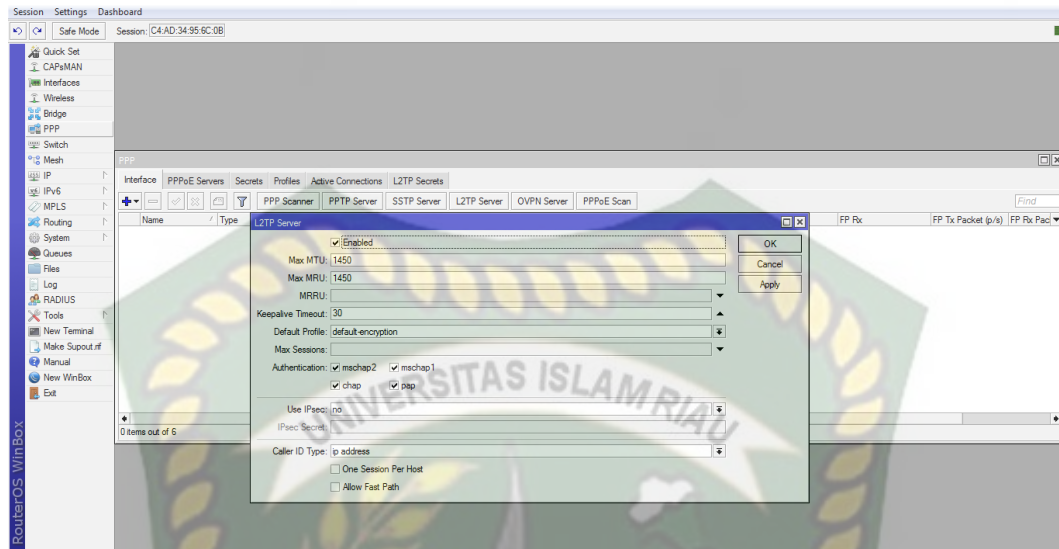 Session Settings Dashboard
Safe Mode Session: C4:AD:34:95:6C:0B
Quick Set
CAPsMAN
Interfaces
Wireless
Bridge
PPP
Switch
Mesh
IP
IPv6
MPLS
Routing
System
Queues
Files
Log
RADIUS
Tools
New Terminal
Make Supout.rif
Manual
New WinBox
Exit
RouterOS WinBox
PPP
Interface PPPoE Servers Secrets Profiles Active Connections L2TP Secrets
PPP Scanner PPTP Server SSTP Server L2TP Server OVPN Server PPPoE Scan Find
Name Type FP Rx FP Tx Packet (p/s) FP Rx Pac
0 items out of 6
L2TP Server
Enabled
Max MTU: 1450
Max MRU: 1450
MRRU:
Keepalive Timeout: 30
Default Profile: default-encryption
Max Sessions:
Authentication: mschap2 mschap1
chap pap
Use IPsec: no
IPsec Secret:
Caller ID Type: ip address
One Session Per Host
Allow Fast Path
OK
Cancel
Apply
UNIVERSITAS ISLAM RIAU